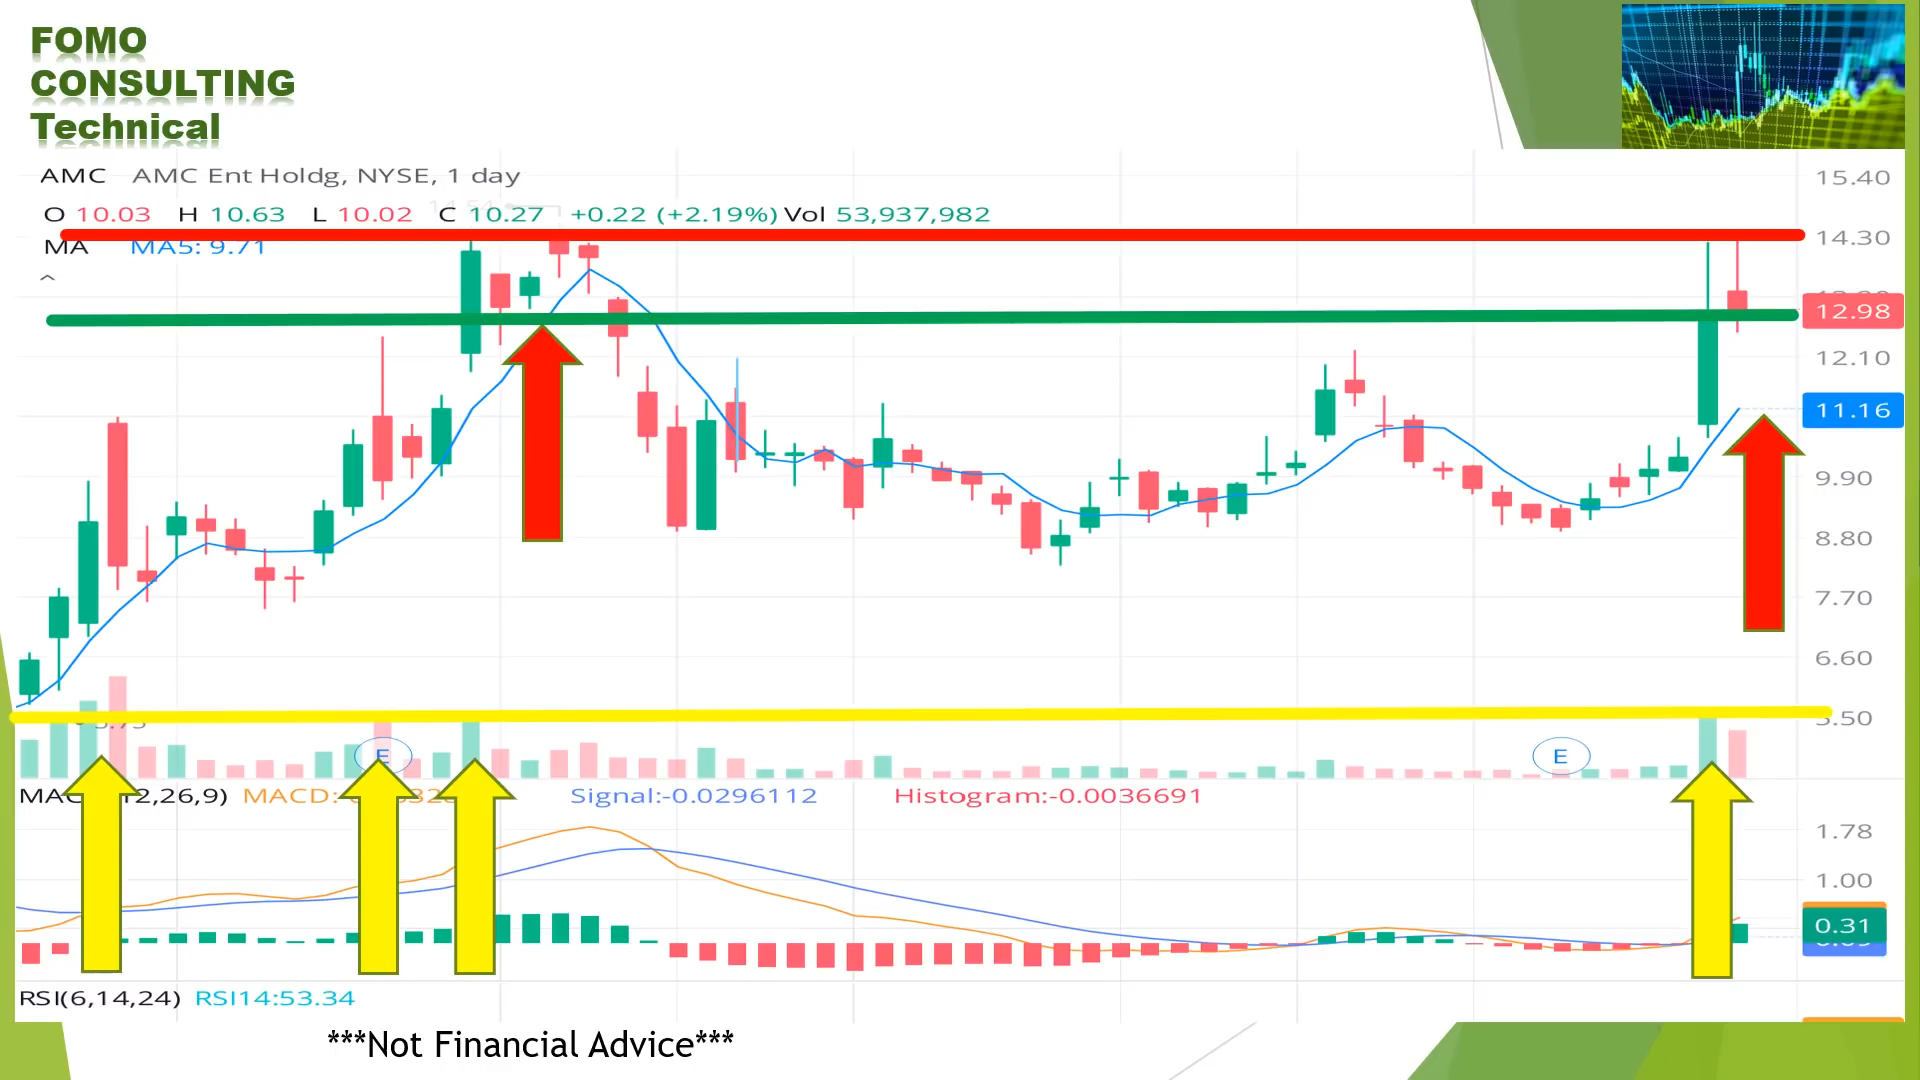 FOMO
CONSULTING
Technical
AMC AMC Ent Holdg, NYSE, 1 day
15.40
O 10.03 H 10.63 L 10.02 C 10.27 +0.22 (+2.19%) Vol 53,937,982
14.30
MA MA5: 9.71
12.98
12.10
11.16
9.90
8.80
7.70
6.60
E
E
Signal:-0.0296112 Histogram:-0.0036691
MACD:
1.78
1.00
0.31
RSI(6,14,24) RSI14:53.34
***Not Financial Advice***